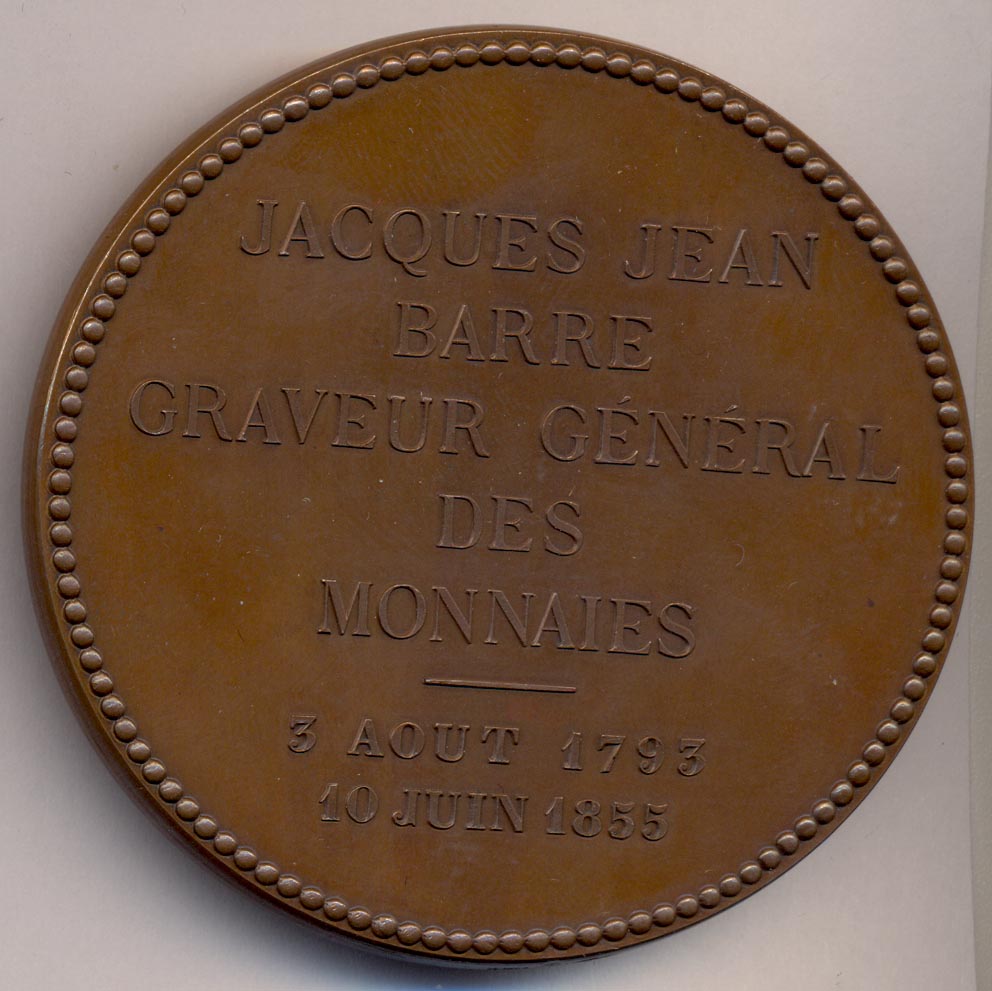 JACQUES JEAN
BARRE
GRAVEUR GÉNÉRAL
DES
MONNAIES
3 AOUT 1793
10 JUIN 1855